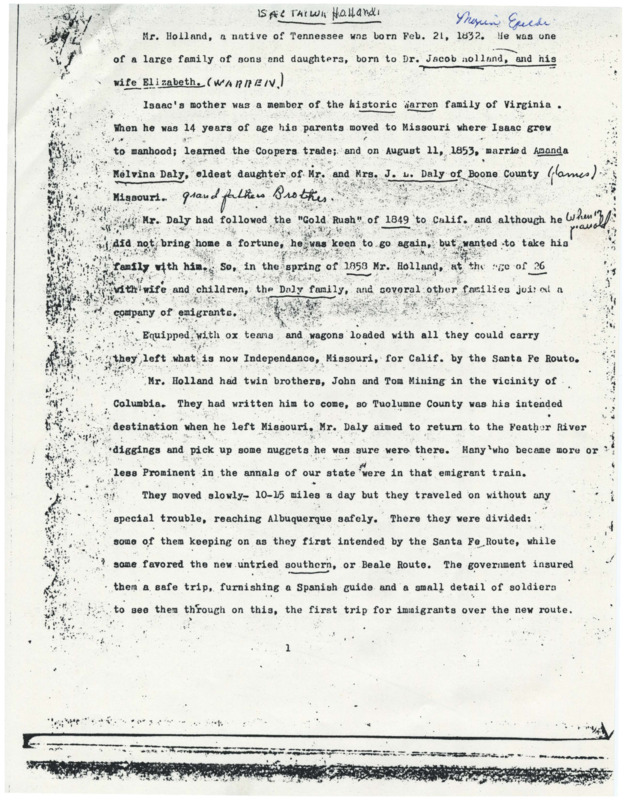 ISAAC TAYLOR Holland:
Mr. Holland, a native of Tennessee was born Feb. 21, 1832. He was one
of a large family of sons and daughters, born to Dr. Jacob Holland, and his
wife Elizabeth. (WARREN.)
Isaac's mother was a member of the historic Warren family of Virginia .
When he was 14 years of age his parents moved to Missouri where Isaac grew
to manhood; learned the Coopers trade; and on August 11, 1853, married Amanda
Melvina Daly, eldest daughter of Mr. and Mrs. J. D. Daly of Boone County (James)
Missouri. grand fathers Brother.
Mr. Daly had followed the "Gold Rush" of 1849 to Calif. and although he
did not bring home a fortune, he was keen to go again, but wanted to take his
family with him. So, in the spring of 1858 Mr. Holland, at the age of 26
with wife and children, the Daly family, and several other families joined a
company of emigrants.
Equipped with ox teams and wagons loaded with all they could carry
they left what is now Independence, Missouri, for Calif. by the Santa Fe Route.
Mr. Holland had twin brothers, John and Tom Mining in the vicinity of
Columbia. They had written him to come, so Tuolumne County was his intended
destination when he left Missouri. Mr. Daly aimed to return to the Feather River
diggings and pick up some nuggets he was sure were there. Many who became more or
less Prominent in the annals of our state were in that emigrant train.
They moved slowly- 10-15 miles a day but they traveled on without any
special trouble, reaching Albuquerque safely. There they were divided:
some of them keeping on as they first intended by the Santa Fe Route, while
some favored the new untried southern, or Beale Route. The government insured
them a safe trip, furnishing a Spanish guide and a small detail of soldiers
to see them through on this, the first trip for immigrants over the new route.
1